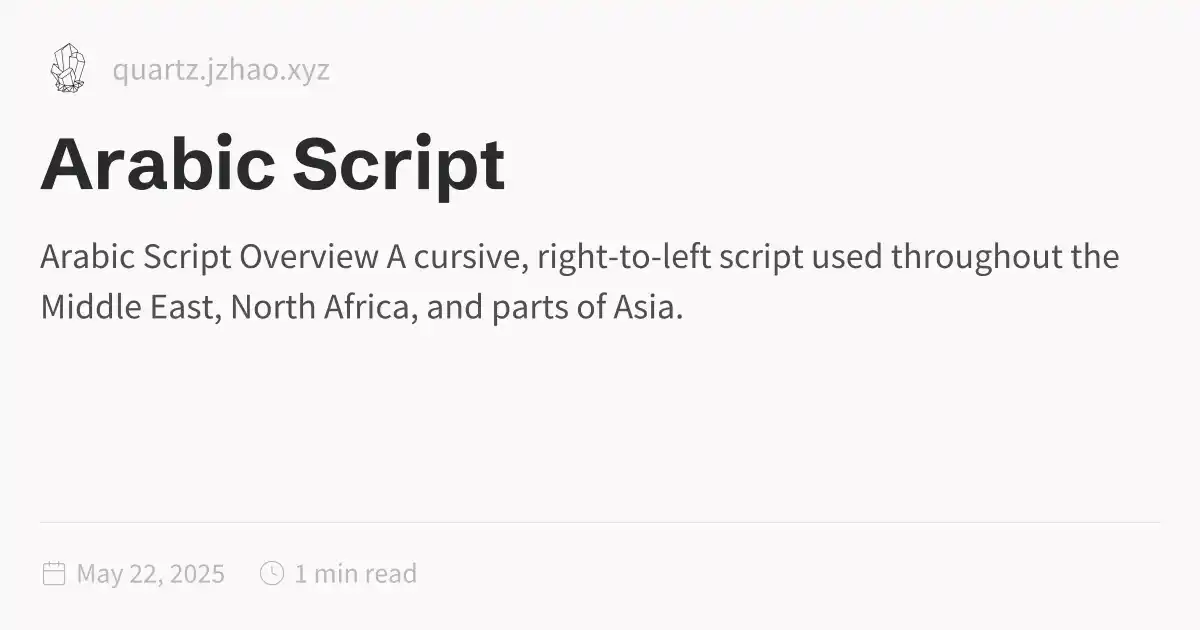 quartz.jzhao.xyz
Arabic Script
Arabic Script Overview A cursive, right-to-left script used throughout the
Middle East, North Africa, and parts of Asia.
May 22, 2025 1 min read